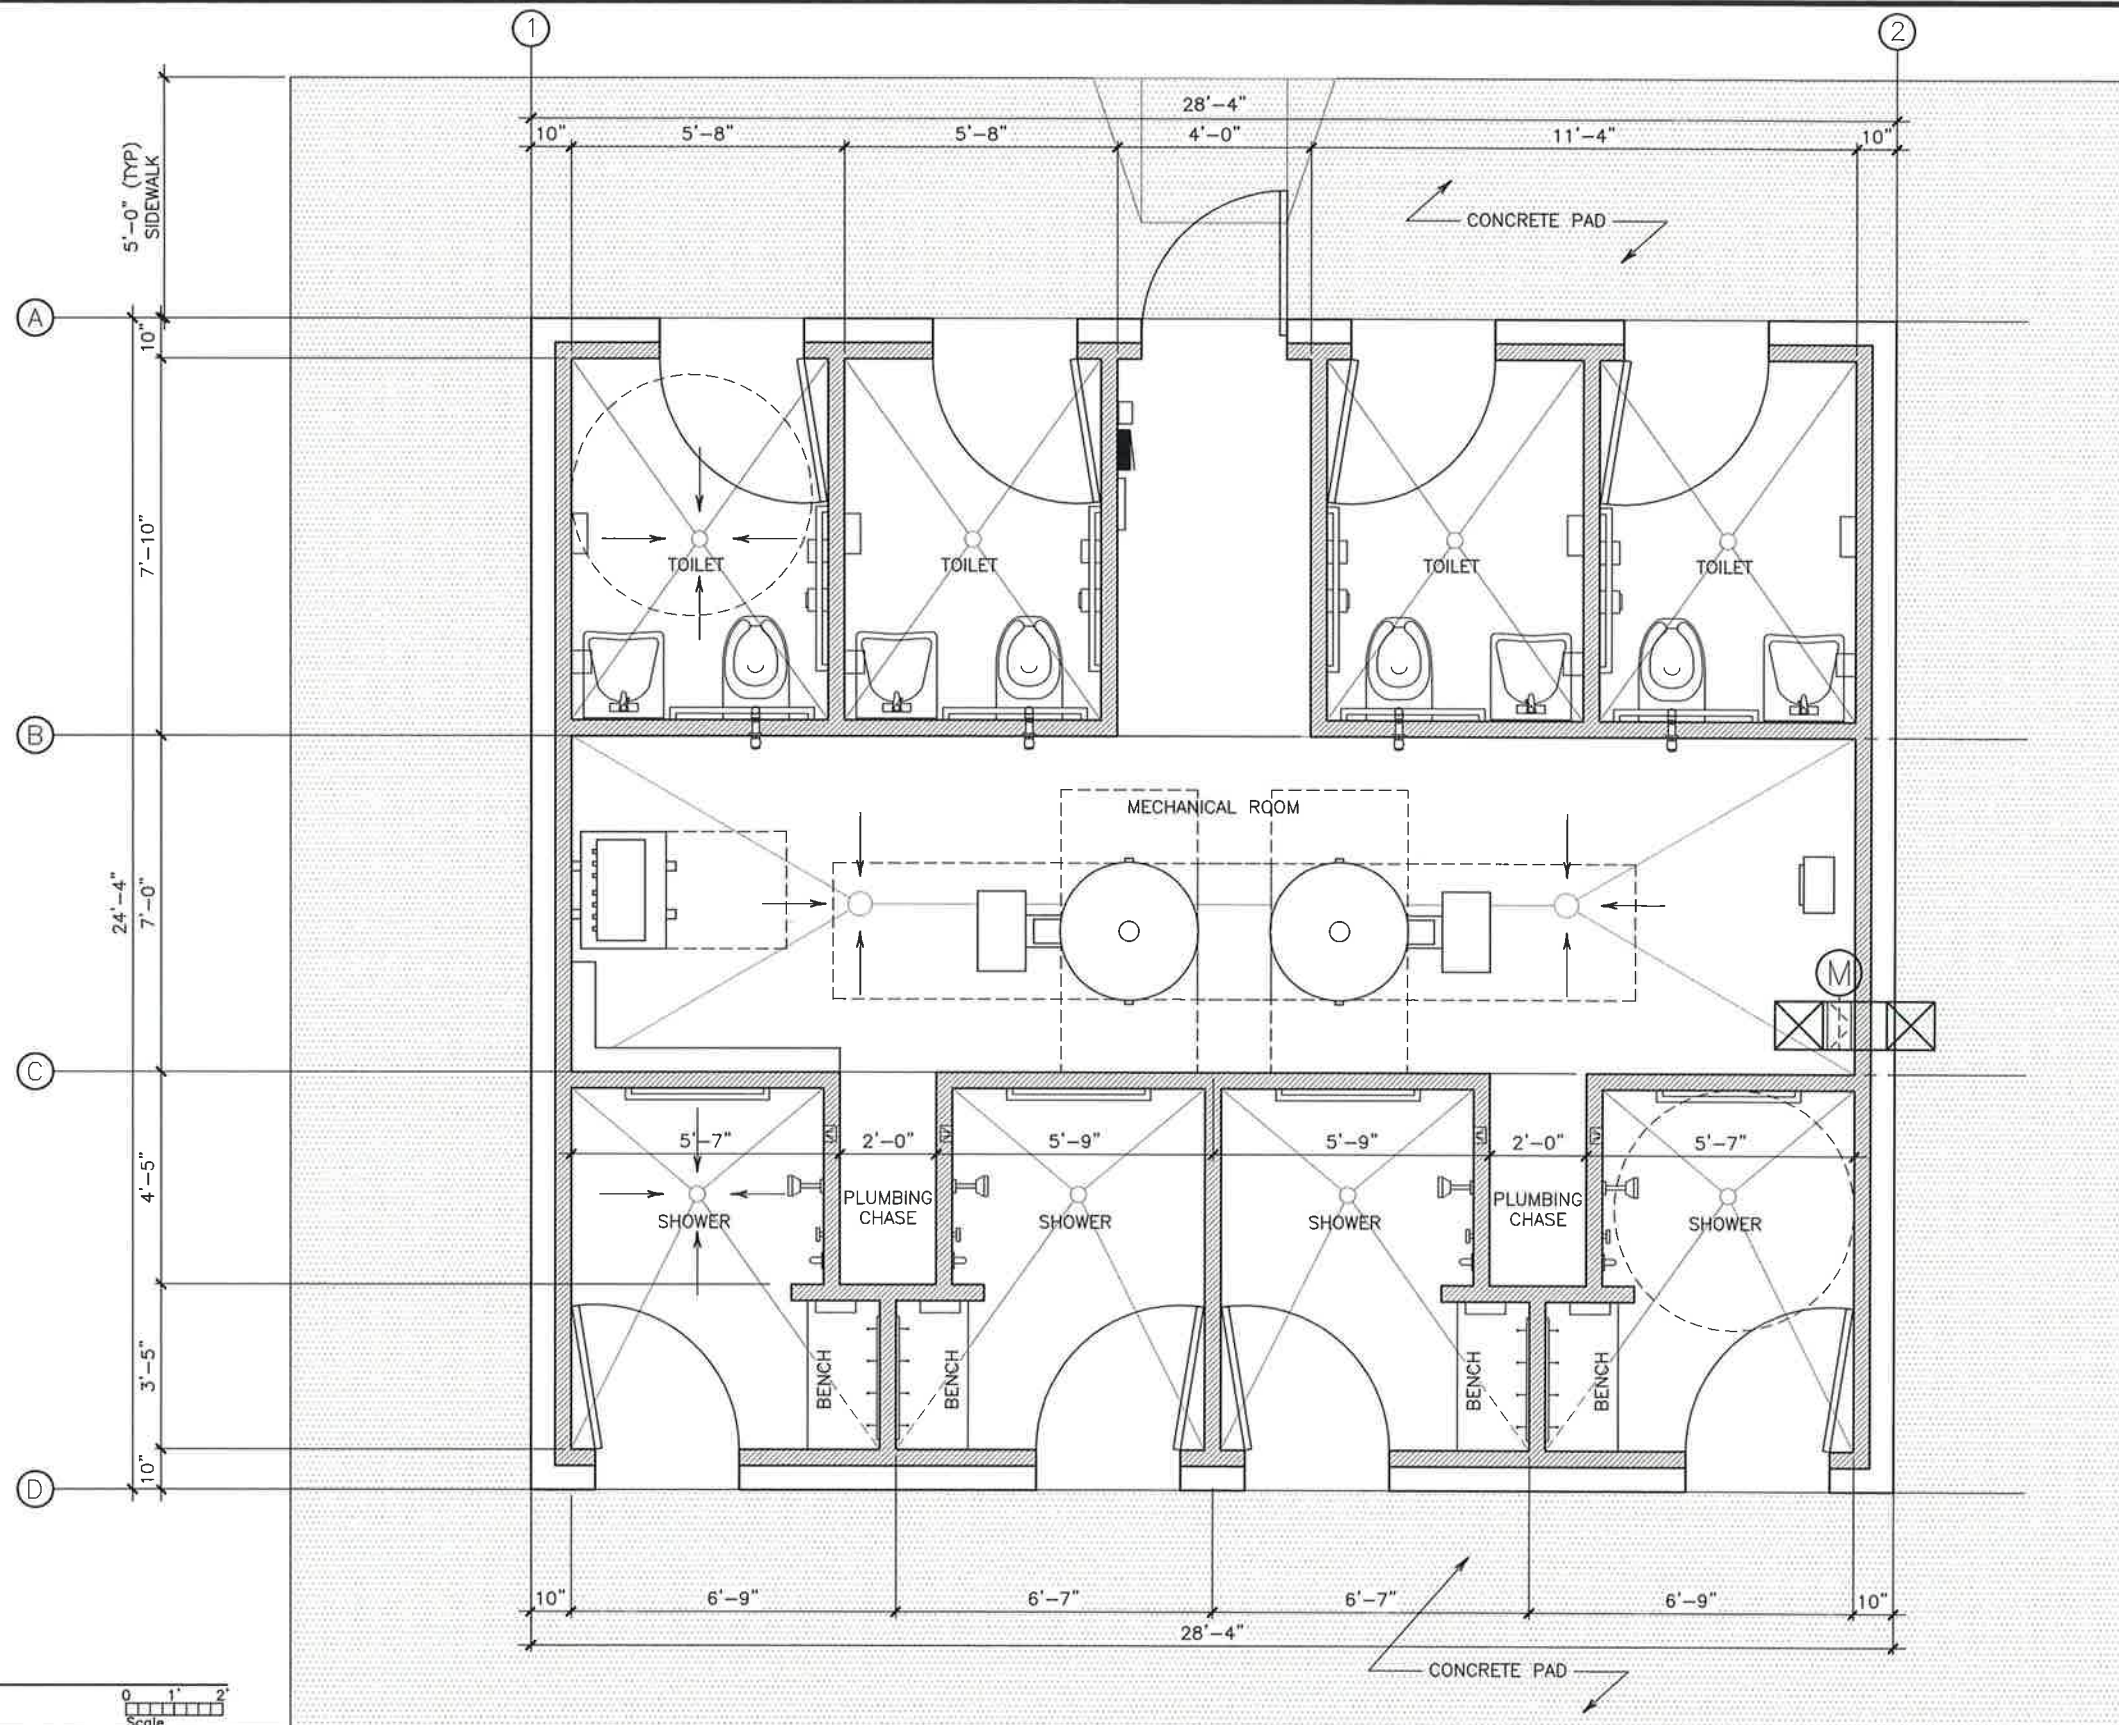 1
2
28'-4"
10"
5'-8"
5'-8"
4'-0"
11'-4"
10"
5'-0" (TYP)
SIDEWALK
CONCRETE PAD
A
10"
7'-10"
TOILET
TOILET
TOILET
TOILET
B
MECHANICAL ROOM
24'-4"
7'-0"
M
C
5'-7"
2'-0"
5'-9"
5'-9"
2'-0"
5'-7"
4'-5"
SHOWER
PLUMBING
CHASE
SHOWER
SHOWER
PLUMBING
CHASE
SHOWER
3'-5"
BENCH
BENCH
BENCH
BENCH
10"
D
10"
6'-9"
6'-7"
6'-7"
6'-9"
10"
28'-4"
CONCRETE PAD
0 1' 2'
Scale